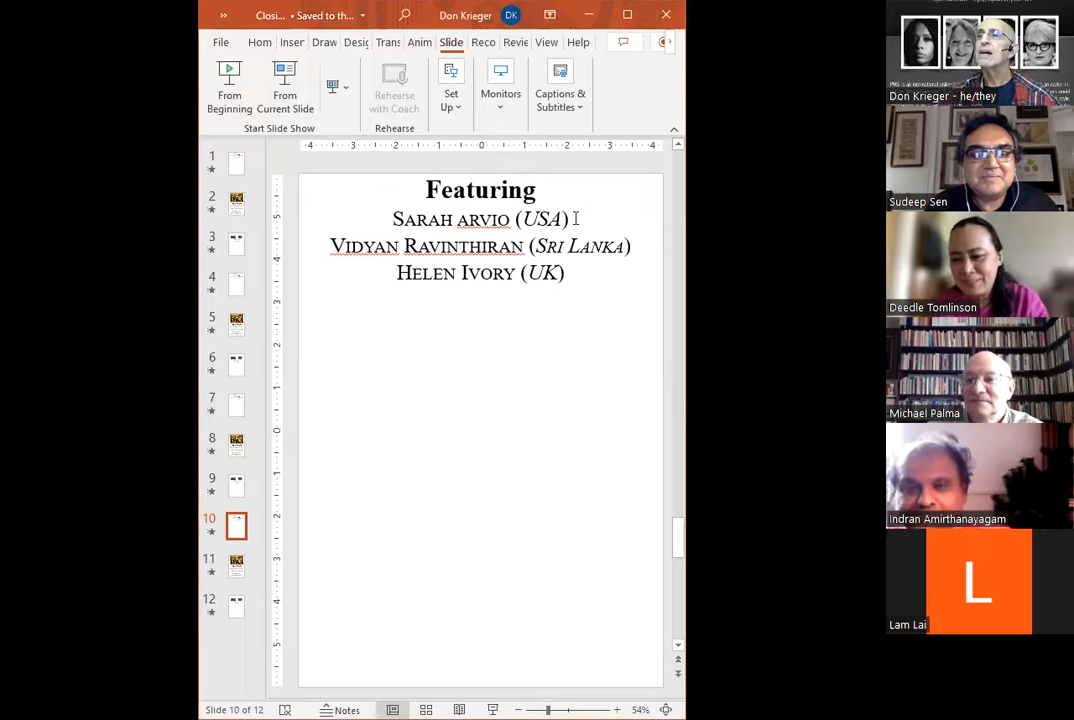 Closi... • Saved to th...
Don Krieger
DK
File
Hom
Inser
Draw
Desig
Trans
Anim
Slide
Reco
Revie
View
Help
From Beginning
From Current Slide
Rehearse with Coach
Set Up
Monitors
Captions & Subtitles
Start Slide Show
Rehearse
1
2
3
4
5
6
7
8
9
10
11
12
Featuring
SARAH ARVIO (USA)
VIDYAN RAVINTHIRAN (SRI LANKA)
HELEN IVORY (UK)
Slide 10 of 12
Notes
54%
Don Krieger - he/they
Sudeep Sen
Deedle Tomlinson
Michael Palma
Indran Amirthanayagam
L
Lam Lai